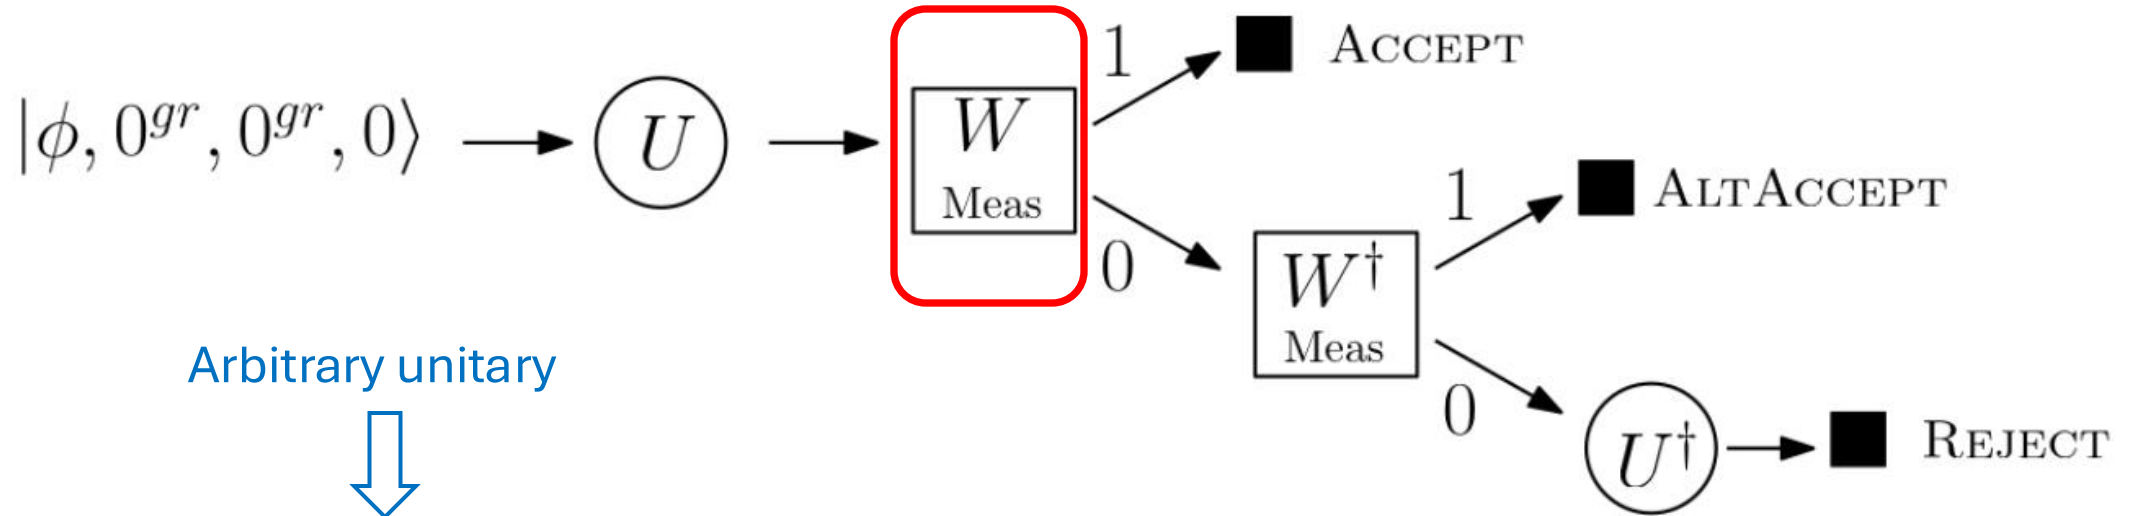 |ϕ, 0^{gr}, 0^{gr}, 0⟩
U
W
Meas
1
ACCEPT
0
W†
Meas
1
ALTACCEPT
0
U†
REJECT
Arbitrary unitary